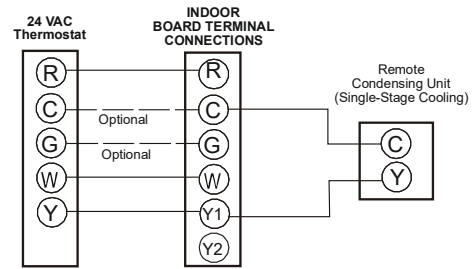 24 VAC
Thermostat
INDOOR
BOARD TERMINAL
CONNECTIONS
Remote
Condensing Unit
(Single-Stage Cooling)
R
R
C
Optional
C
C
G
Optional
G
Y
W
W
Y
Y1
Y2